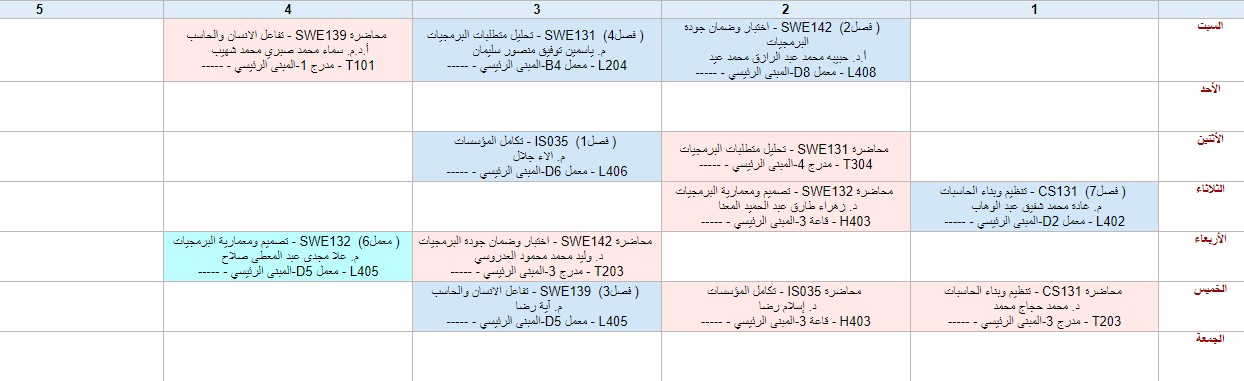 1
2
3
4
5
السبت
( فصل2) SWE142 - اختبار وضمان جودة
البرمجيات
أ.د. حبيبه محمد عبد الرازق محمد عيد
L408 - معمل D8-المبنى الرئيسي - -----
( فصل4) SWE131 - تحليل متطلبات البرمجيات
م. ياسمين توفيق منصور سليمان
L204 - معمل B4-المبنى الرئيسي - -----
محاضرة SWE139 - تفاعل الانسان والحاسب
أ.د.م. سماء محمد صبري محمد شهيب
T101 - مدرج 1-المبنى الرئيسي - -----
الأحد
الأثنين
محاضرة SWE131 - تحليل متطلبات البرمجيات
T304 - مدرج 4-المبنى الرئيسي - -----
( فصل1) IS035 - تكامل المؤسسات
م. الاء جلال
L406 - معمل D6-المبنى الرئيسي - -----
الثلاثاء
( فصل7) CS131 - تنظيم وبناء الحاسبات
م. غادة محمد شفيق عبد الوهاب
L402 - معمل D2-المبنى الرئيسي - -----
محاضرة SWE132 - تصميم ومعمارية البرمجيات
د. زهراء طارق عبد الحميد المعنا
H403 - قاعة 3-المبنى الرئيسي - -----
الأربعاء
محاضرة SWE142 - اختبار وضمان جودة البرمجيات
د. وليد محمد محمود العدروسي
T203 - مدرج 3-المبنى الرئيسي - -----
( معمل6) SWE132 - تصميم ومعمارية البرمجيات
م. علا مجدى عبد المعطى صلاح
L405 - معمل D5-المبنى الرئيسي - -----
الخميس
محاضرة CS131 - تنظيم وبناء الحاسبات
د. محمد حجاج محمد
T203 - مدرج 3-المبنى الرئيسي - -----
محاضرة IS035 - تكامل المؤسسات
د. إسلام رضا
H403 - قاعة 3-المبنى الرئيسي - -----
( فصل3) SWE139 - تفاعل الانسان والحاسب
م. أية رضا
L405 - معمل D5-المبنى الرئيسي - -----
الجمعة